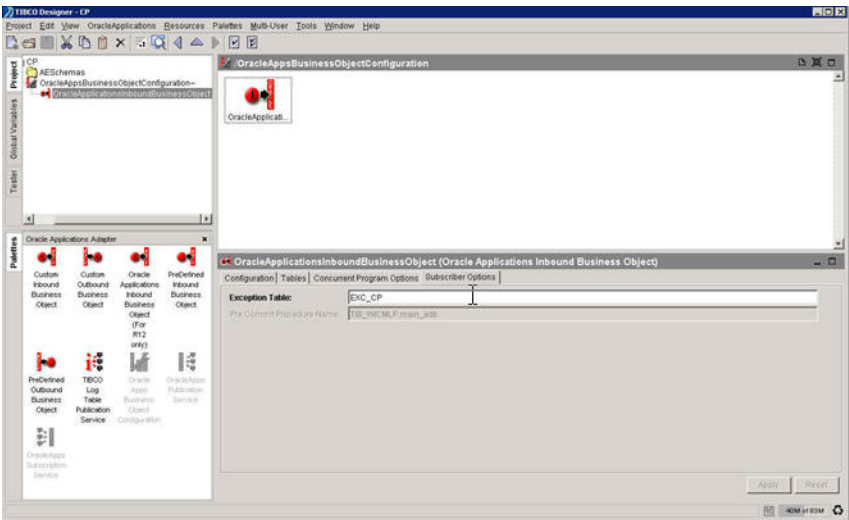 TIBCO Designer - CP
Project Edit View OracleApplications Resources Palettes Multi-User Tools Window Help
Project
Global Variables
Tester
CP
AESchemas
OracleAppsBusinessObjectConfiguration~
OracleApplicationsInboundBusinessObject
/OracleAppsBusinessObjectConfiguration
OracleApplicati...
Palettes
Oracle Applications Adapter
Custom Inbound Business Object
Custom Outbound Business Object
Oracle Applications Inbound Business Object (For R12 only)
PreDefined Inbound Business Object
PreDefined Outbound Business Object
TIBCO Log Table Publication Service
Oracle Apps Business Object Configuration
OracleApps Publication Service
OracleApps Subscription Service
OracleApplicationsInboundBusinessObject (Oracle Applications Inbound Business Object)
Configuration Tables Concurrent Program Options Subscriber Options
Exception Table: EXC_CP
Pre Commit Procedure Name:
Apply Reset
40M of 83M